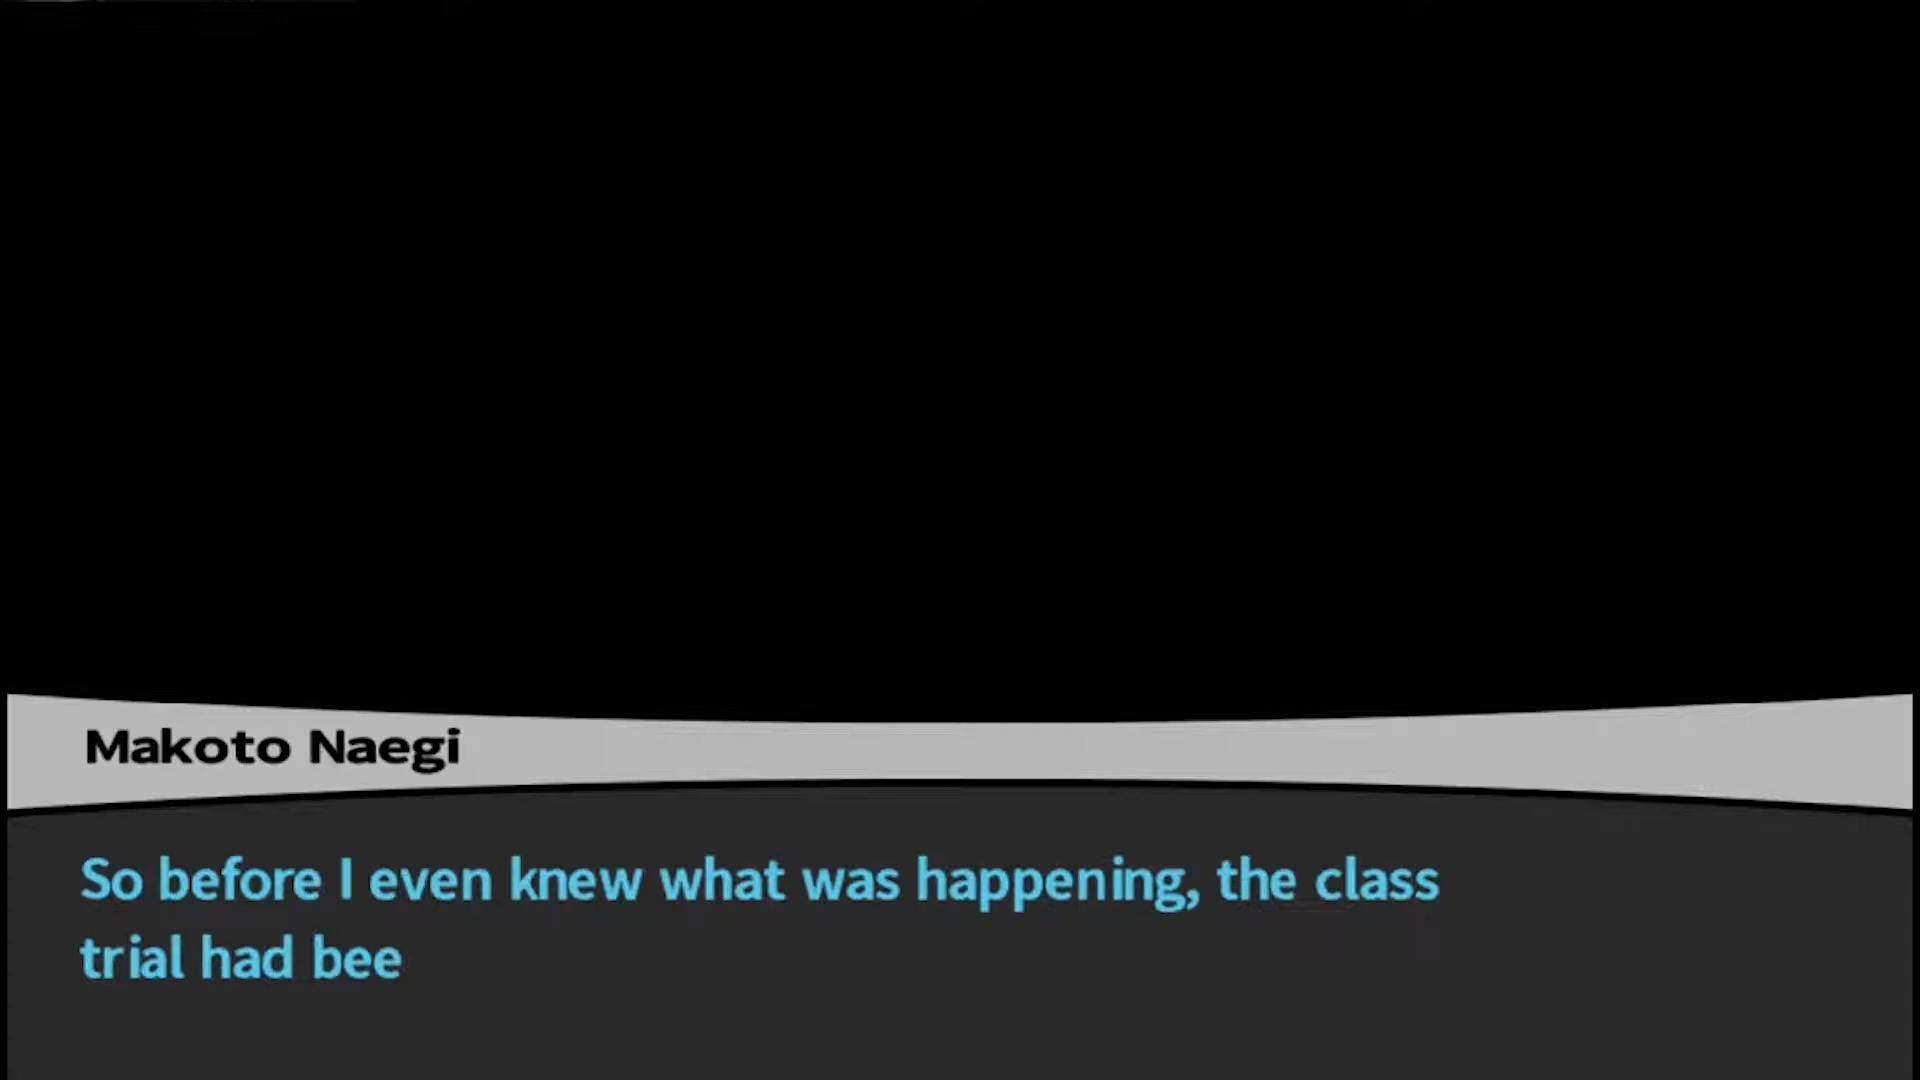 Makoto Naegi
So before I even knew what was happening, the class
trial had bee